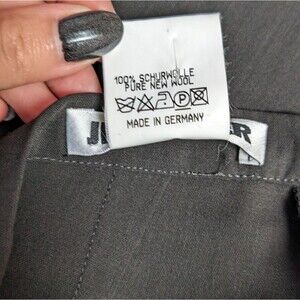 100% SCHURWOLLE
PURE NEW WOOL
P
MADE IN GERMANY